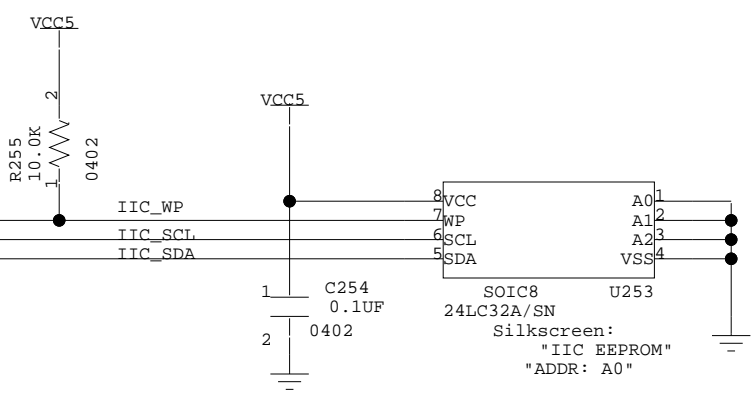 VCC5
2
R255
10.0K
0402
1
IIC_WP
IIC_SCL
IIC_SDA
VCC5
1
C254
0.1UF
0402
2
8 VCC A0 1
7 WP A1 2
6 SCL A2 3
5 SDA VSS 4
SOIC8 U253
24LC32A/SN
Silkscreen:
"IIC EEPROM"
"ADDR: A0"